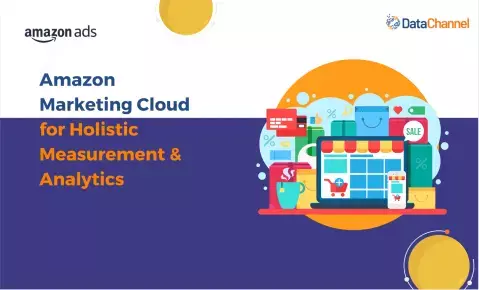 amazon ads
DataChannel
Amazon
Marketing Cloud
for Holistic
Measurement &
Analytics
SALE